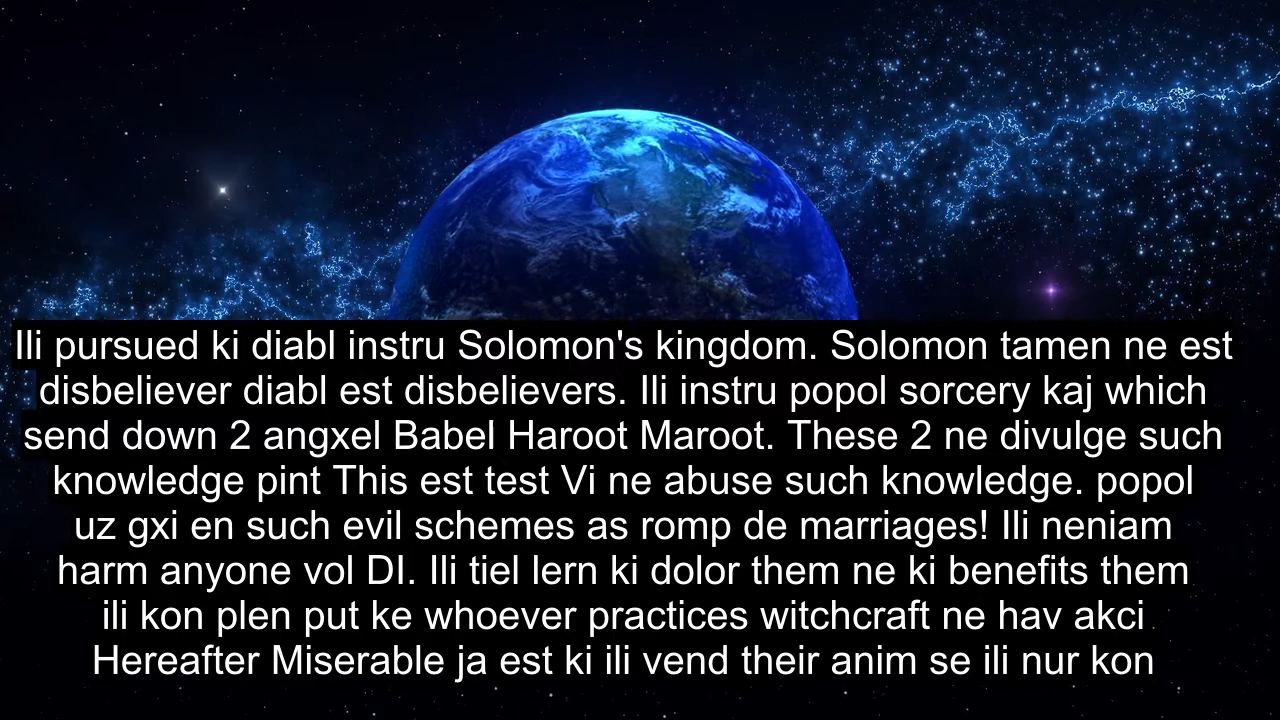 Ili pursued ki diabl instru Solomon's kingdom. Solomon tamen ne est
disbeliever diabl est disbelievers. Ili instru popol sorcery kaj which
send down 2 angxel Babel Haroot Maroot. These 2 ne divulge such
knowledge pint This est test Vi ne abuse such knowledge. popol
uz gxi en such evil schemes as romp de marriages! Ili neniam
harm anyone vol DI. Ili tiel lern ki dolor them ne ki benefits them
ili kon plen put ke whoever practices witchcraft ne hav akci
Hereafter Miserable ja est ki ili vend their anim se ili nur kon